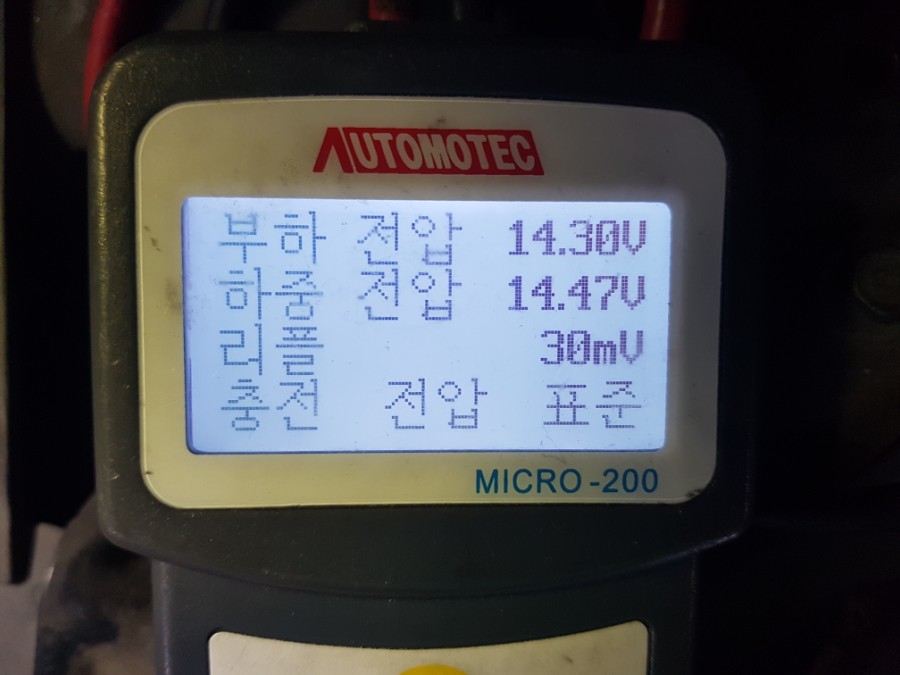 AUTOMOTEC
부하 전압 14.30V
하중 전압 14.47V
리플 30mV
충전 전압 표준
MICRO-200